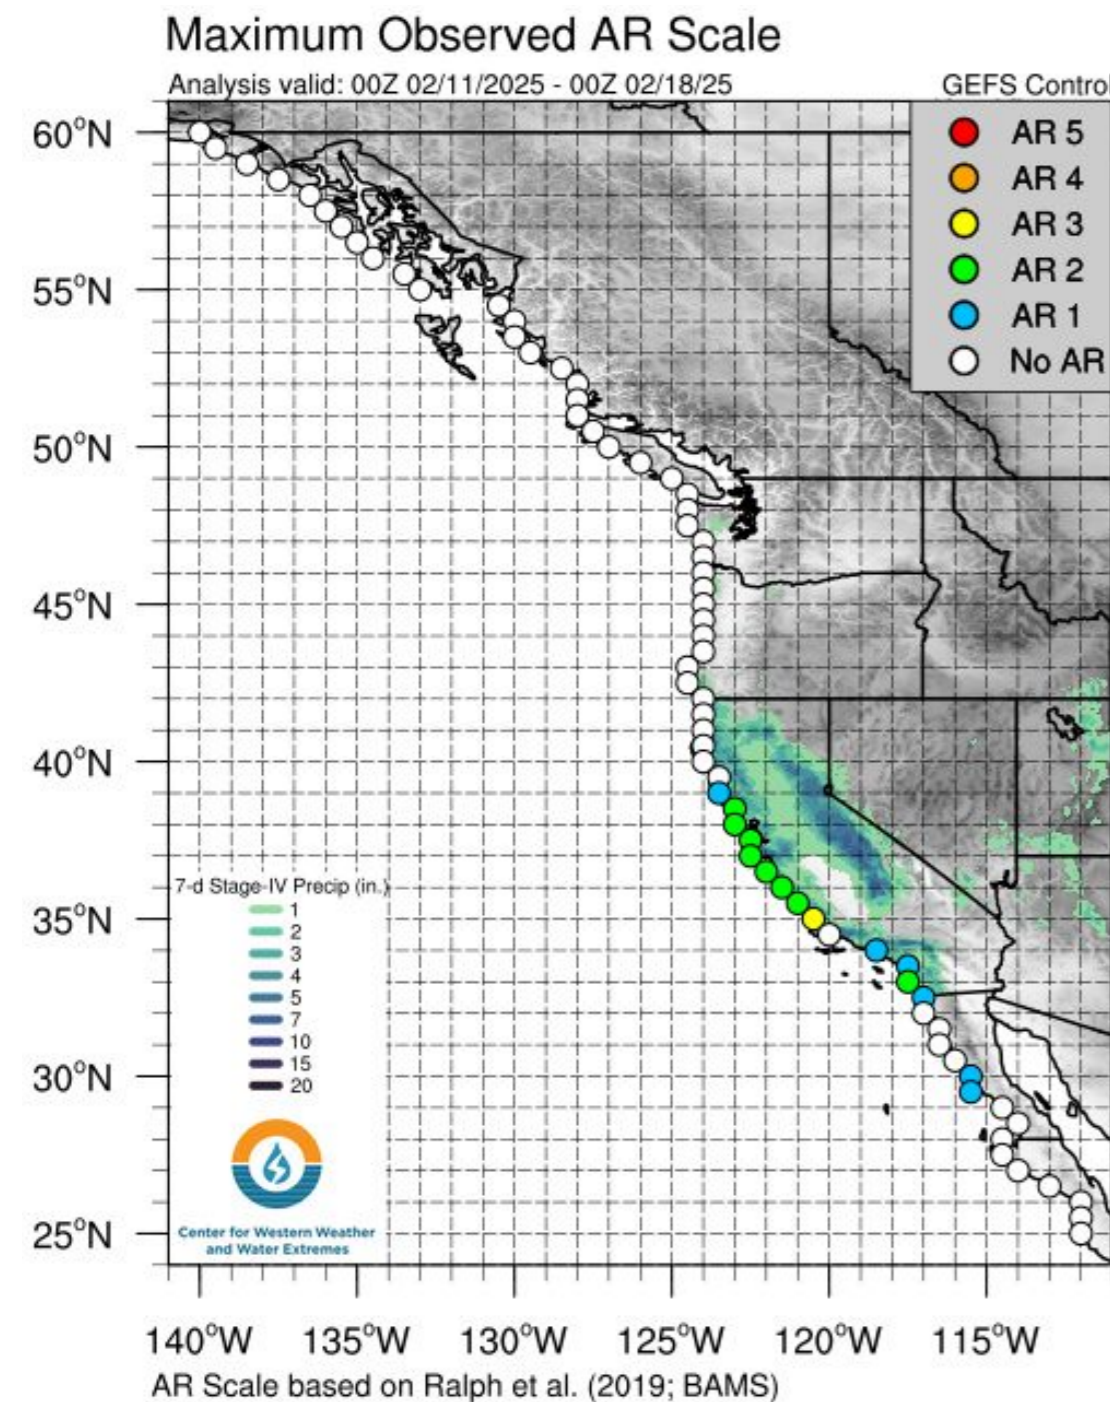 Maximum Observed AR Scale
Analysis valid: 00Z 02/11/2025 - 00Z 02/18/25 GEFS Control
AR 5
AR 4
AR 3
AR 2
AR 1
No AR
60°N
55°N
50°N
45°N
40°N
35°N
30°N
25°N
7-d Stage-IV Precip (in.)
1
2
3
4
5
7
10
15
20
Center for Western Weather
and Water Extremes
140°W 135°W 130°W 125°W 120°W 115°W
AR Scale based on Ralph et al. (2019; BAMS)